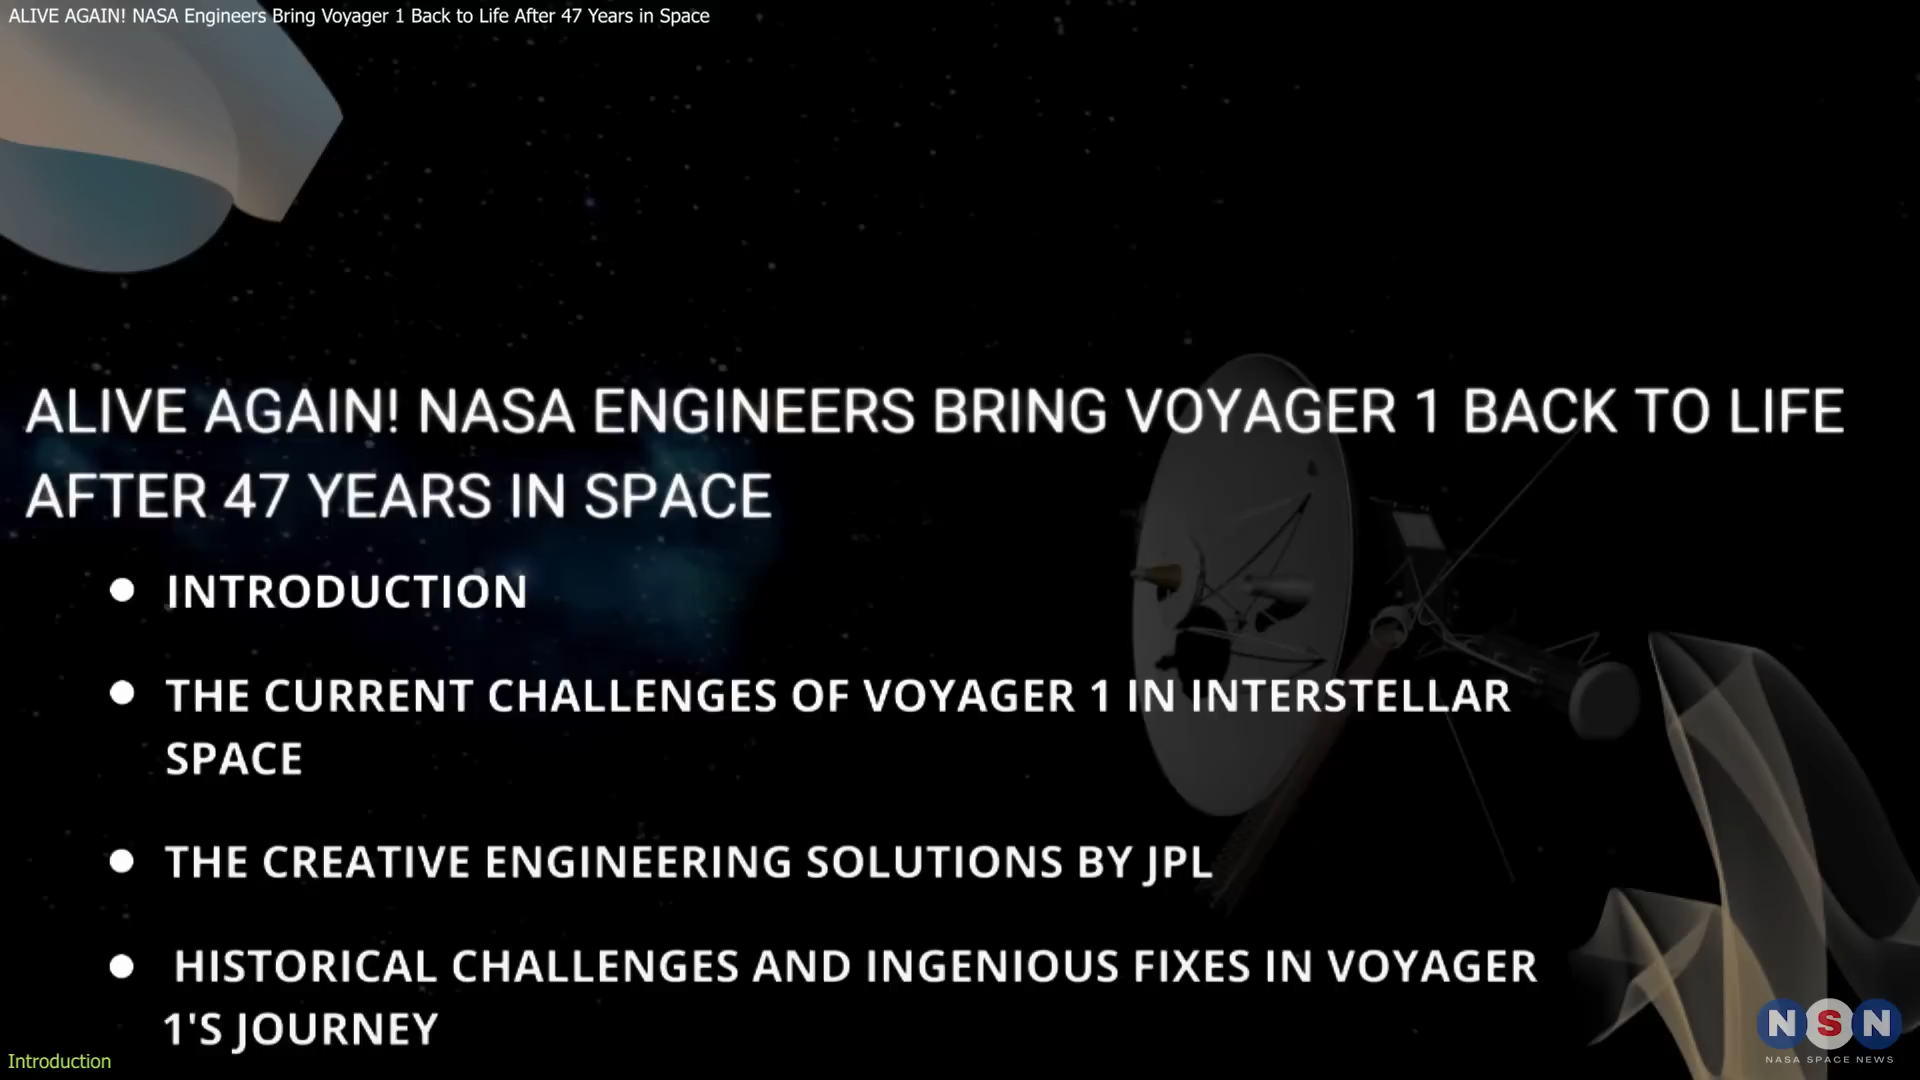 ALIVE AGAIN! NASA Engineers Bring Voyager 1 Back to Life After 47 Years in Space
ALIVE AGAIN! NASA ENGINEERS BRING VOYAGER 1 BACK TO LIFE
AFTER 47 YEARS IN SPACE
● INTRODUCTION
● THE CURRENT CHALLENGES OF VOYAGER 1 IN INTERSTELLAR
SPACE
● THE CREATIVE ENGINEERING SOLUTIONS BY JPL
● HISTORICAL CHALLENGES AND INGENIOUS FIXES IN VOYAGER
1'S JOURNEY
Introduction
NSN
NASA SPACE NEWS